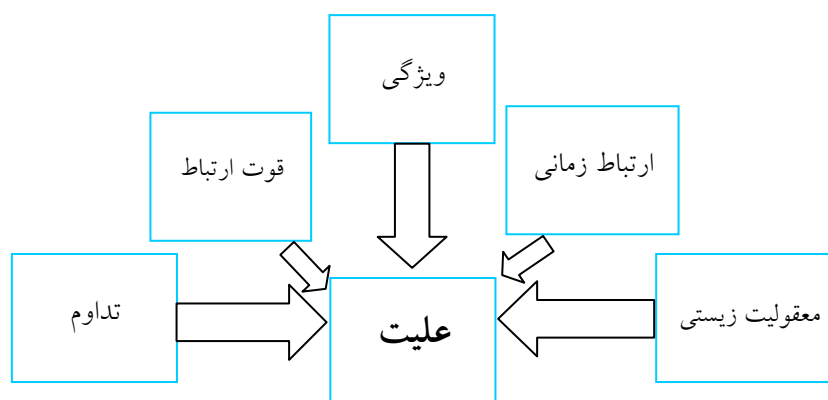 ویژگی
ارتباط زمانی
قوت ارتباط
معقولیت زیستی
تداوم
علیت